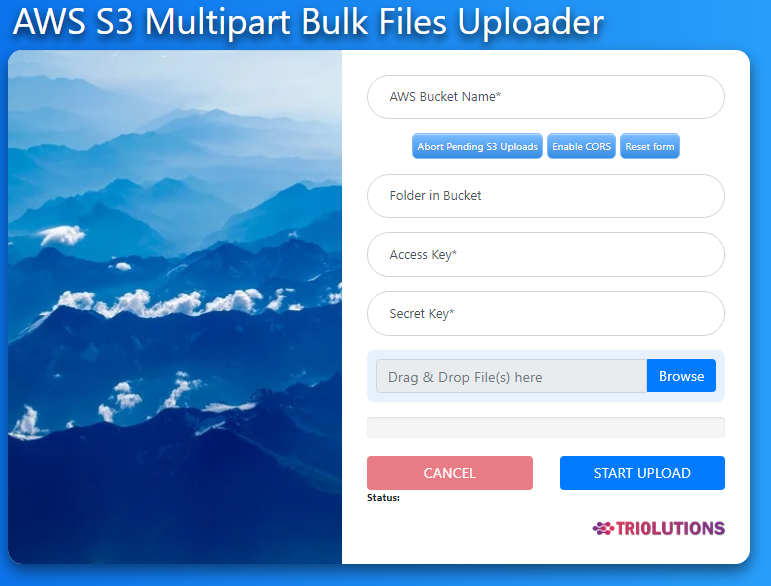 AWS S3 Multipart Bulk Files Uploader
AWS Bucket Name*
Abort Pending S3 Uploads Enable CORS Reset form
Folder in Bucket
Access Key*
Secret Key*
Drag & Drop File(s) here Browse
CANCEL START UPLOAD
Status:
TRIOLUTIONS